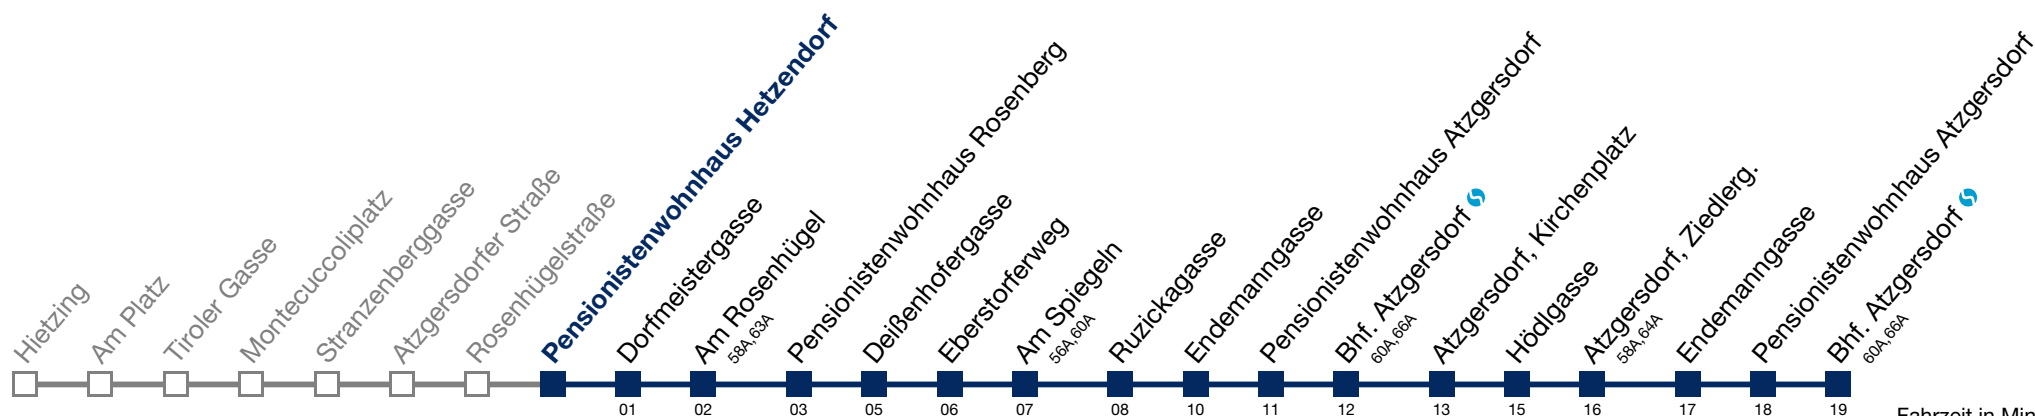 Hietzing
Am Platz
Tiroler Gasse
Montecuccoliplatz
Stranzenberggasse
Atzgersdorfer Straße
Rosenhügelstraße
Pensionistenwohnhaus Hetzendorf
Dorfmeistergasse
Am Rosenhügel
58A,63A
Pensionistenwohnhaus Rosenberg
Deißenhofergasse
Eberstorferweg
Am Spiegeln
56A,60A
Ruzickagasse
Endemanngasse
Pensionistenwohnhaus Atzgersdorf
Bhf. Atzgersdorf
60A,66A
Atzgersdorf, Kirchenplatz
Hödlgasse
Atzgersdorf, Ziedlerg.
58A,64A
Endemanngasse
Pensionistenwohnhaus Atzgersdorf
Bhf. Atzgersdorf
60A,66A
01 02 03 05 06 07 08 10 11 12 13 15 16 17 18 19
Fahrzeit in Min